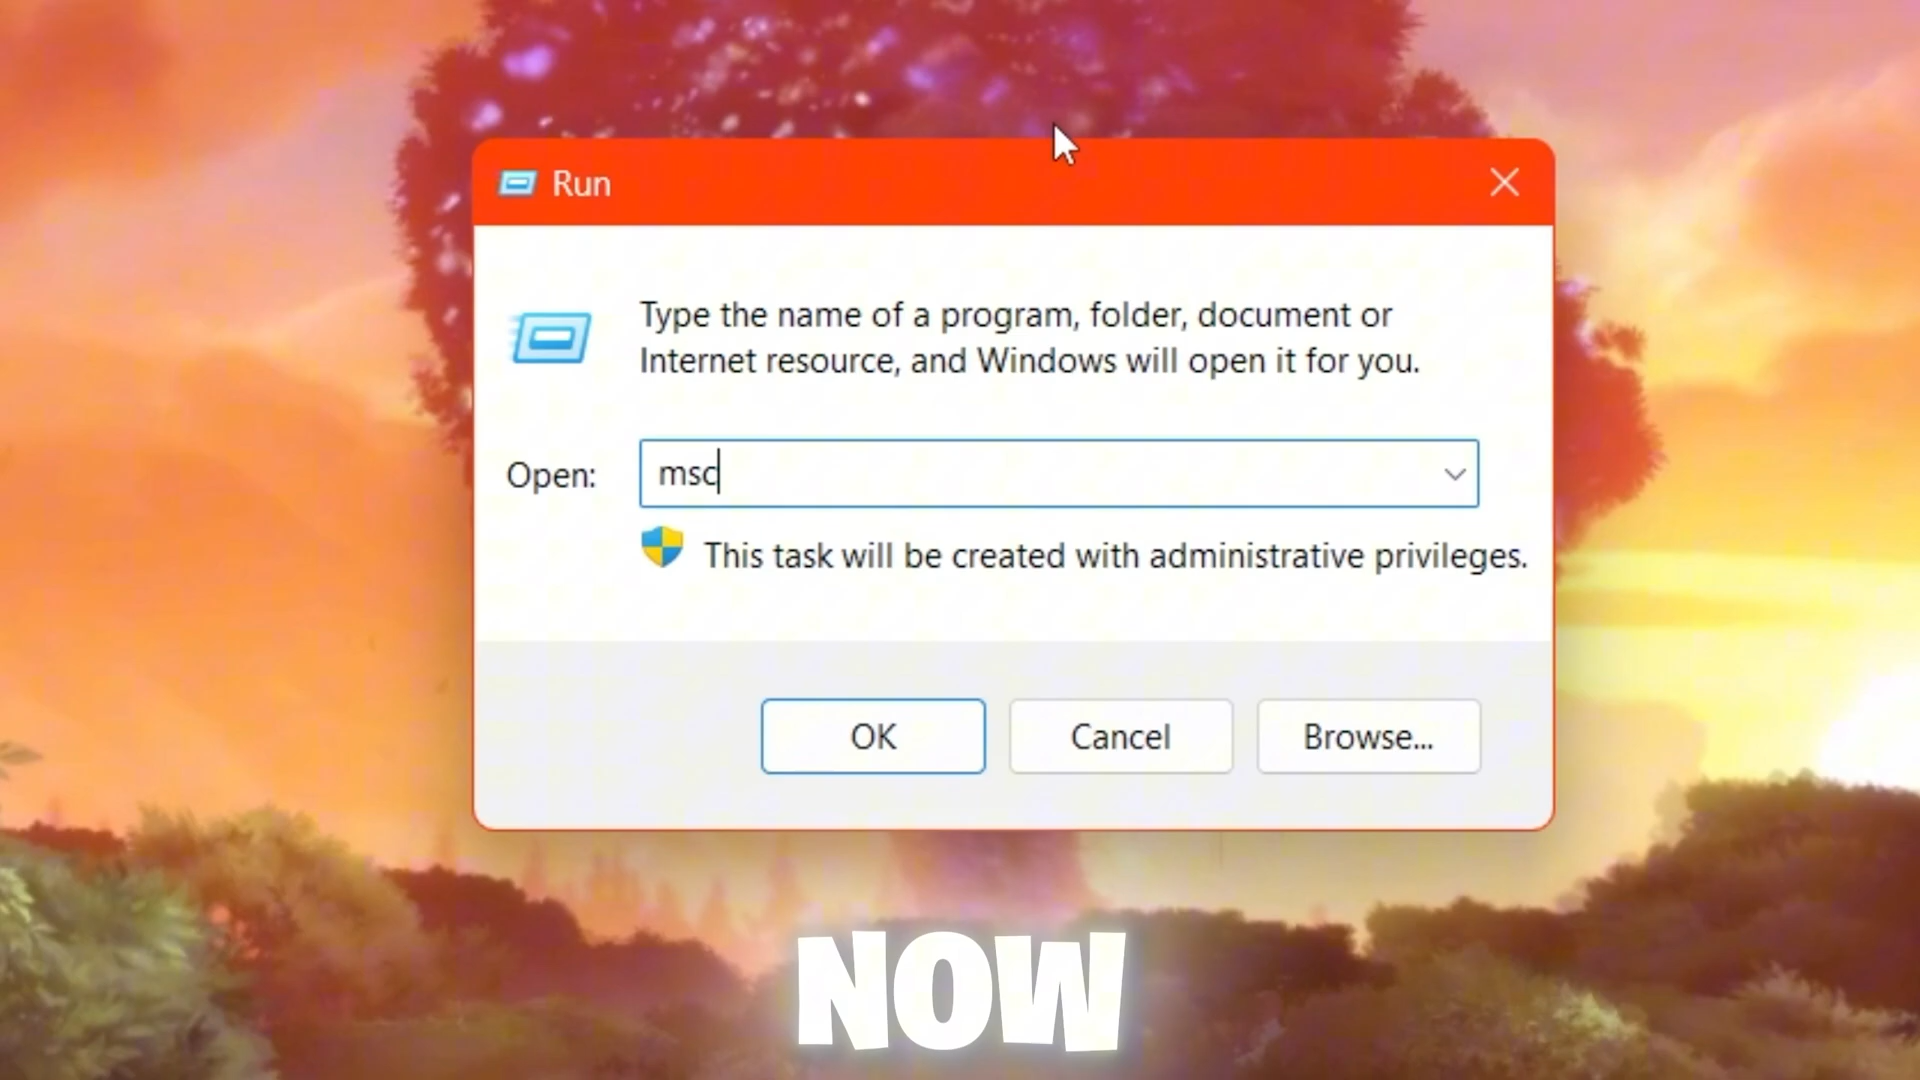 Run
Type the name of a program, folder, document or
Internet resource, and Windows will open it for you.
Open: msc
This task will be created with administrative privileges.
OK Cancel Browse...
NOW